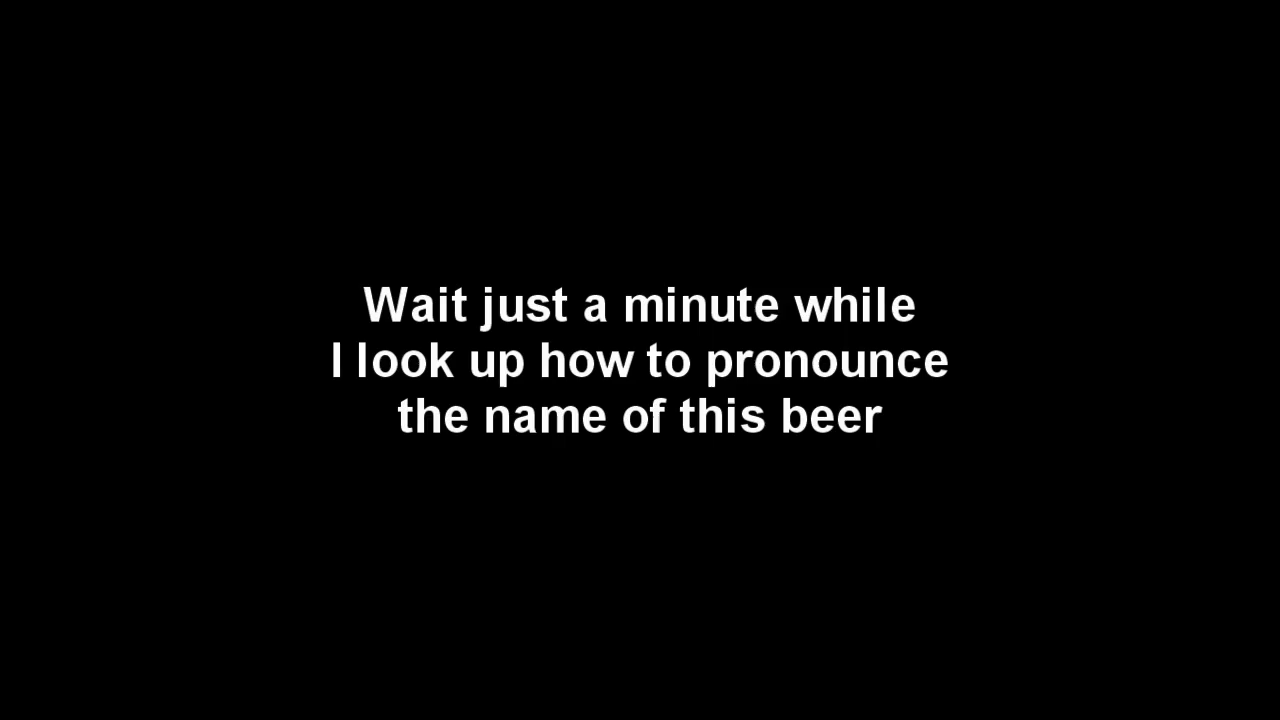 Wait just a minute while
I look up how to pronounce
the name of this beer